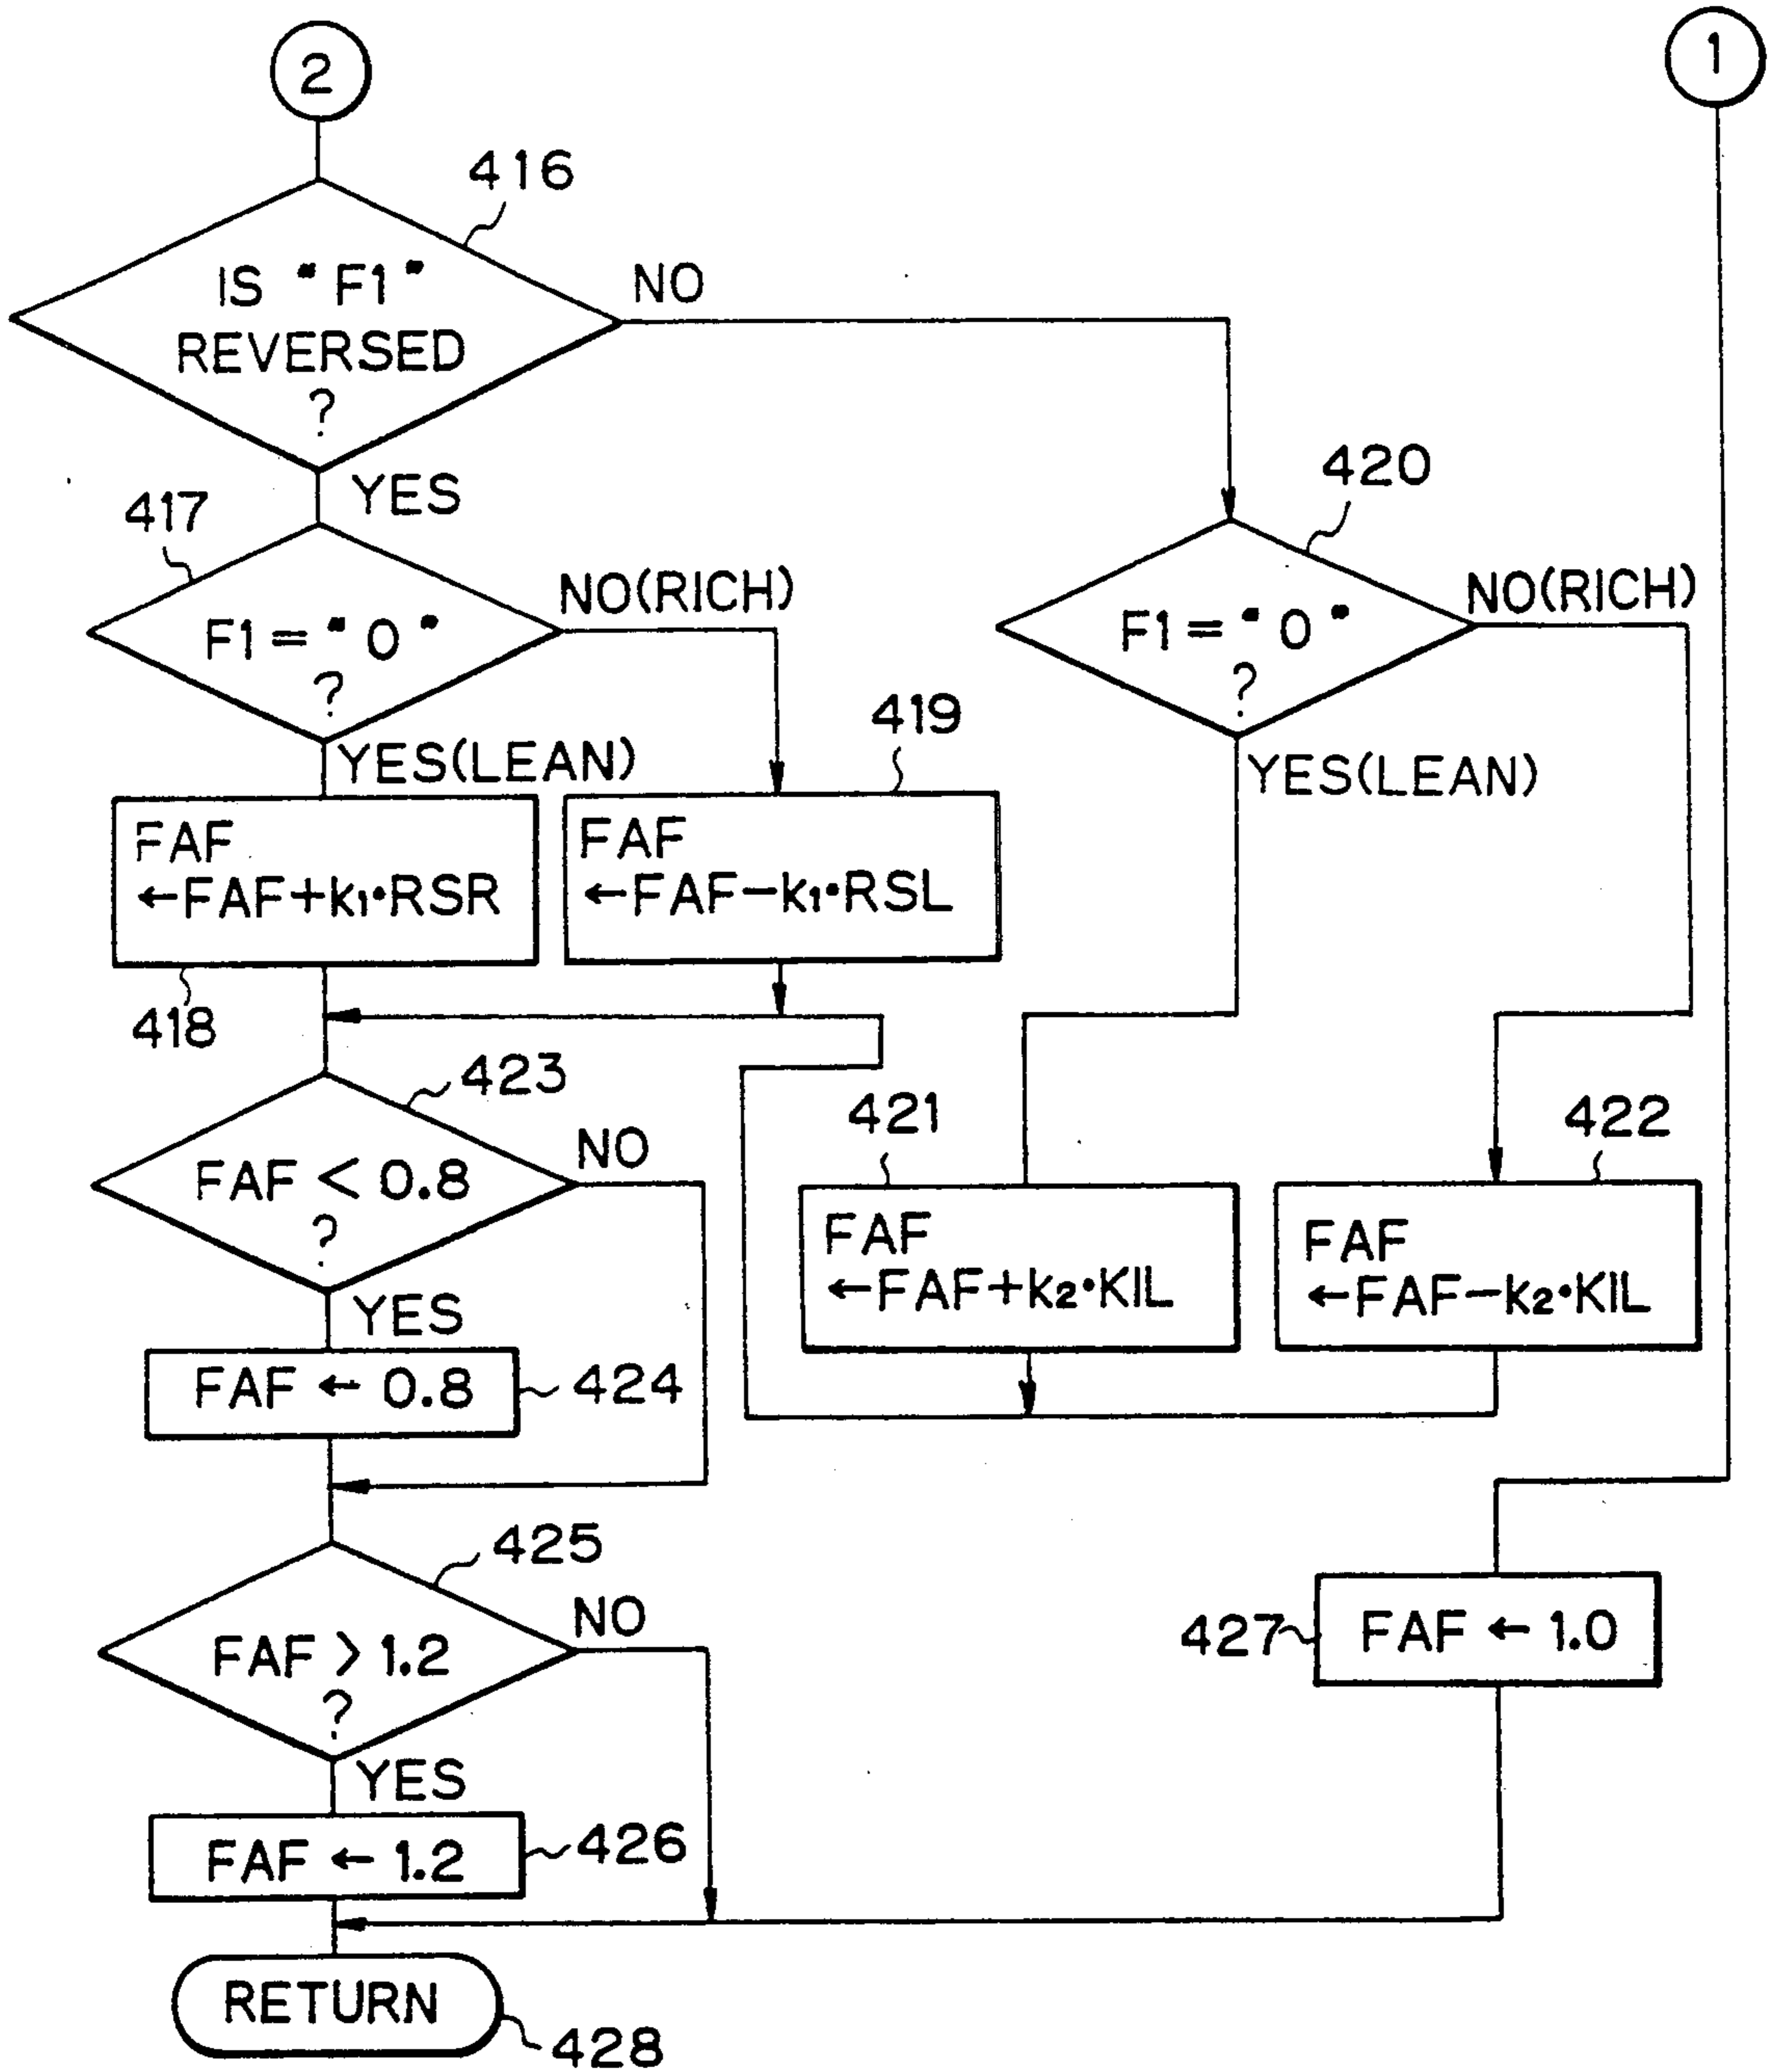 2
1
416
IS "F1"
REVERSED
?
NO
YES
417
F1="0"
?
NO(RICH)
YES(LEAN)
420
F1="0"
?
NO(RICH)
YES(LEAN)
419
FAF
←FAF+k₁·RSR
418
FAF
←FAF−k₁·RSL
423
FAF < 0.8
?
NO
YES
421
FAF
←FAF+k₂·KIL
422
FAF
←FAF−k₂·KIL
FAF ← 0.8
424
425
FAF > 1.2
?
NO
YES
427
FAF ← 1.0
FAF ← 1.2
426
RETURN
428